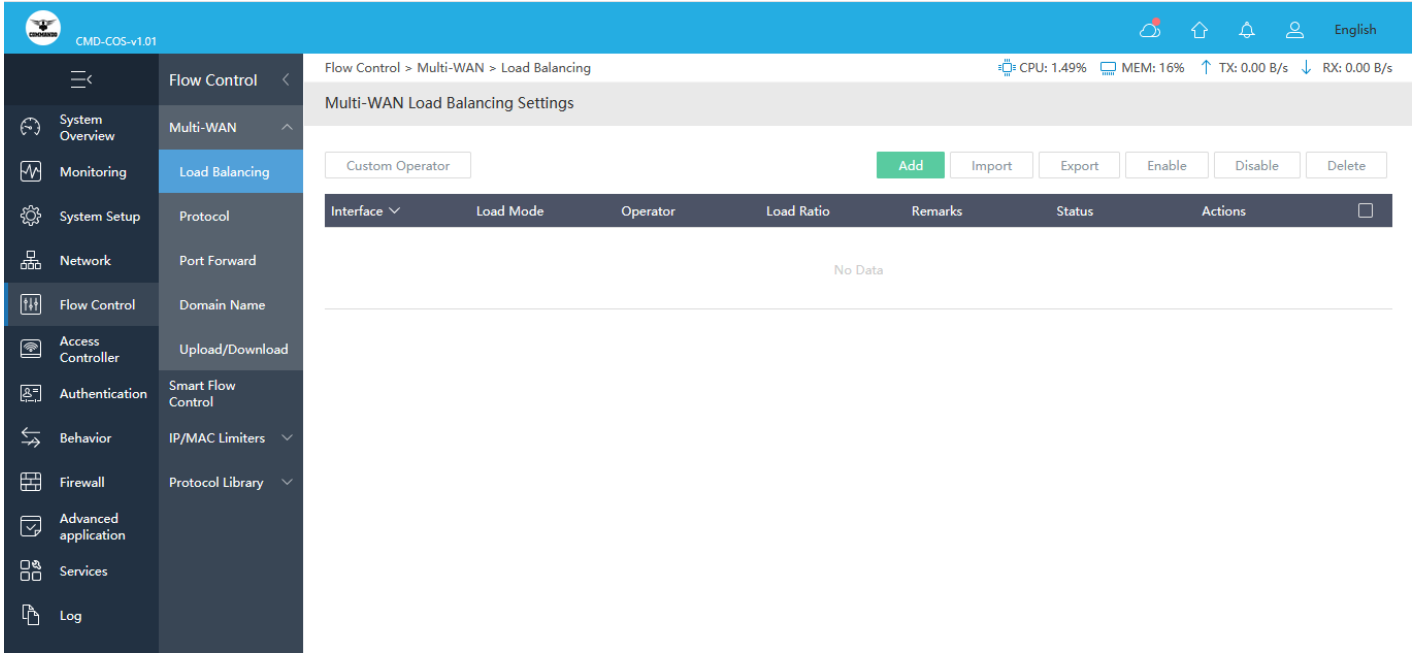 COMMANDO
CMD-COS-v1.01
English
Flow Control
Flow Control > Multi-WAN > Load Balancing
CPU: 1.49%
MEM: 16%
TX: 0.00 B/s
RX: 0.00 B/s
Multi-WAN Load Balancing Settings
System
Overview
Monitoring
System Setup
Network
Flow Control
Access
Controller
Authentication
Behavior
Firewall
Advanced
application
Services
Log
Multi-WAN
Load Balancing
Protocol
Port Forward
Domain Name
Upload/Download
Smart Flow
Control
IP/MAC Limiters
Protocol Library
Custom Operator
Add
Import
Export
Enable
Disable
Delete
Interface
Load Mode
Operator
Load Ratio
Remarks
Status
Actions
No Data